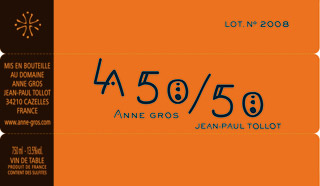 LOT. Nº 2008
MIS EN BOUTEILLE
AU DOMAINE
ANNE GROS
JEAN-PAUL TOLLOT
34210 CAZELLES
FRANCE
www.anne-gros.com
LA 50/50
ANNE GROS
JEAN-PAUL TOLLOT
750 ml - 13.5%vol.
VIN DE TABLE
PRODUIT DE FRANCE
CONTIENT DES SULFITES